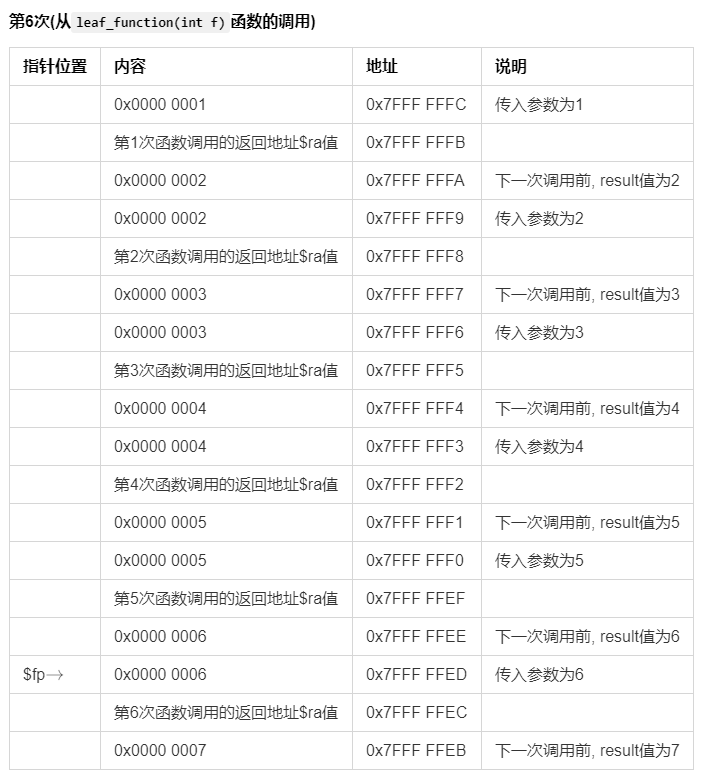 第6次(从 leaf_function(int f) 函数的调用)
指针位置 内容 地址 说明
0x0000 0001 0x7FFF FFFC 传入参数为1
第1次函数调用的返回地址$ra值 0x7FFF FFFB
0x0000 0002 0x7FFF FFFA 下一次调用前, result值为2
0x0000 0002 0x7FFF FFF9 传入参数为2
第2次函数调用的返回地址$ra值 0x7FFF FFF8
0x0000 0003 0x7FFF FFF7 下一次调用前, result值为3
0x0000 0003 0x7FFF FFF6 传入参数为3
第3次函数调用的返回地址$ra值 0x7FFF FFF5
0x0000 0004 0x7FFF FFF4 下一次调用前, result值为4
0x0000 0004 0x7FFF FFF3 传入参数为4
第4次函数调用的返回地址$ra值 0x7FFF FFF2
0x0000 0005 0x7FFF FFF1 下一次调用前, result值为5
0x0000 0005 0x7FFF FFF0 传入参数为5
第5次函数调用的返回地址$ra值 0x7FFF FFEF
0x0000 0006 0x7FFF FFEE 下一次调用前, result值为6
$fp→ 0x0000 0006 0x7FFF FFED 传入参数为6
第6次函数调用的返回地址$ra值 0x7FFF FFEC
0x0000 0007 0x7FFF FFEB 下一次调用前, result值为7